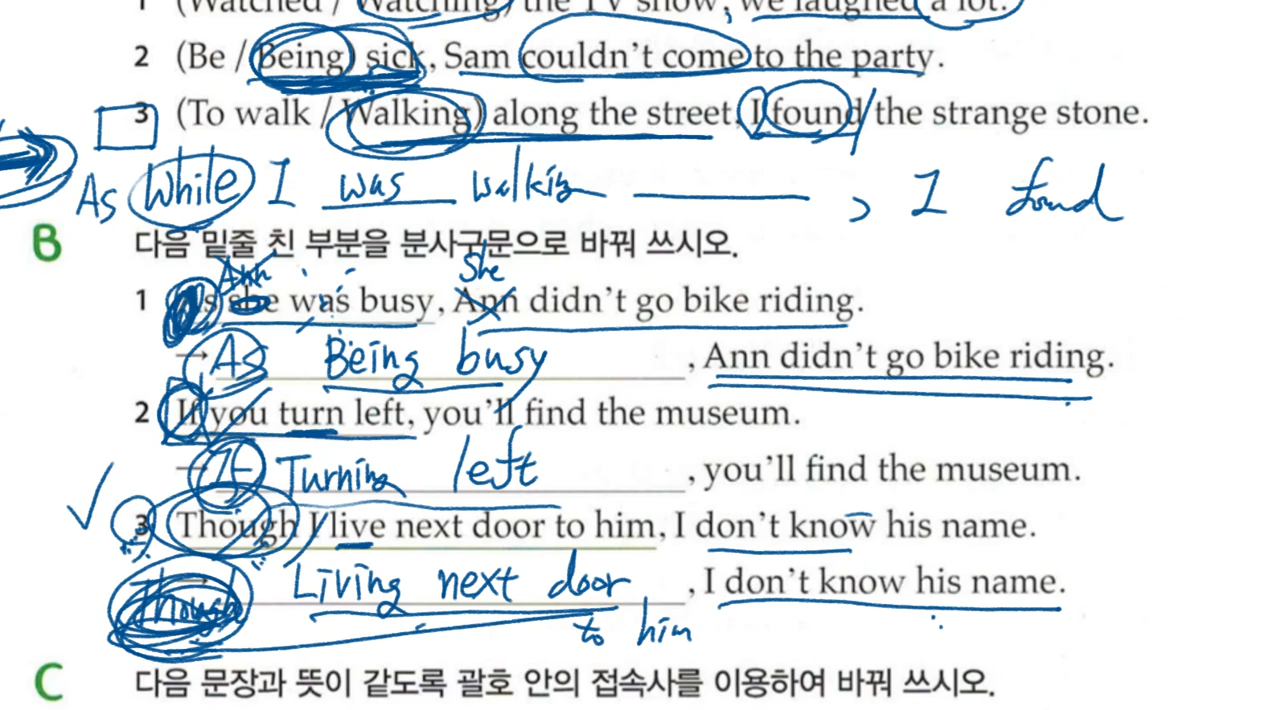 1 (Watched / Watching) the TV show, we laughed a lot.
2 (Be / Being) sick, Sam couldn't come to the party.
3 (To walk / Walking) along the street, I found the strange stone.
As While I was walking , I found
B 다음 밑줄 친 부분을 분사구문으로 바꿔 쓰시오.
Ann She
1 As she was busy, Ann didn't go bike riding.
→ As Being busy , Ann didn't go bike riding.
2 If you turn left, you'll find the museum.
→ If Turning left , you'll find the museum.
3 Though I live next door to him, I don't know his name.
→ Though Living next door , I don't know his name.
to him
C 다음 문장과 뜻이 같도록 괄호 안의 접속사를 이용하여 바꿔 쓰시오.